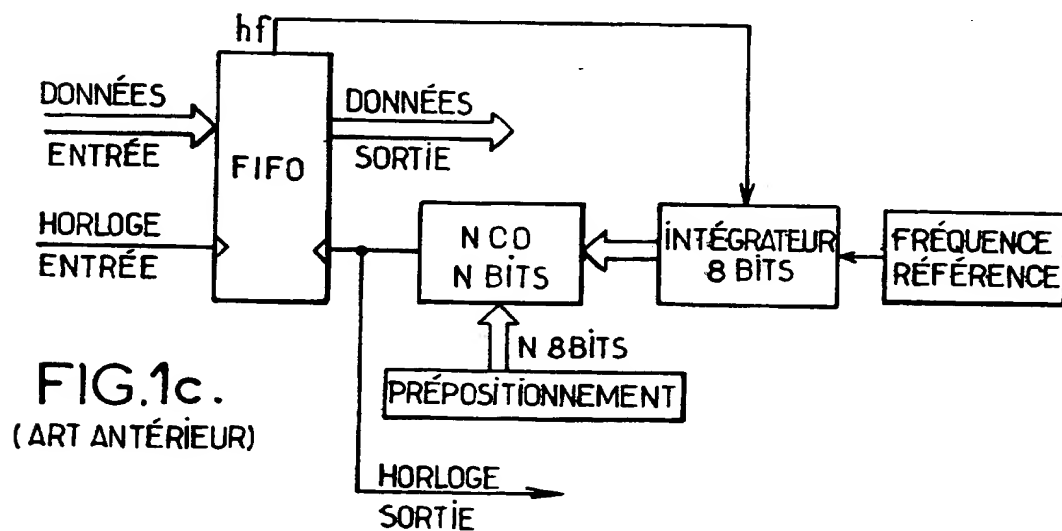 hf
DONNÉES
ENTRÉE
FIFO
DONNÉES
SORTIE
HORLOGE
ENTRÉE
NCO
N BITS
INTÉGRATEUR
8 BITS
FRÉQUENCE
RÉFÉRENCE
N 8BITS
PRÉPOSITIONNEMENT
FIG.1c.
(ART ANTÉRIEUR)
HORLOGE
SORTIE